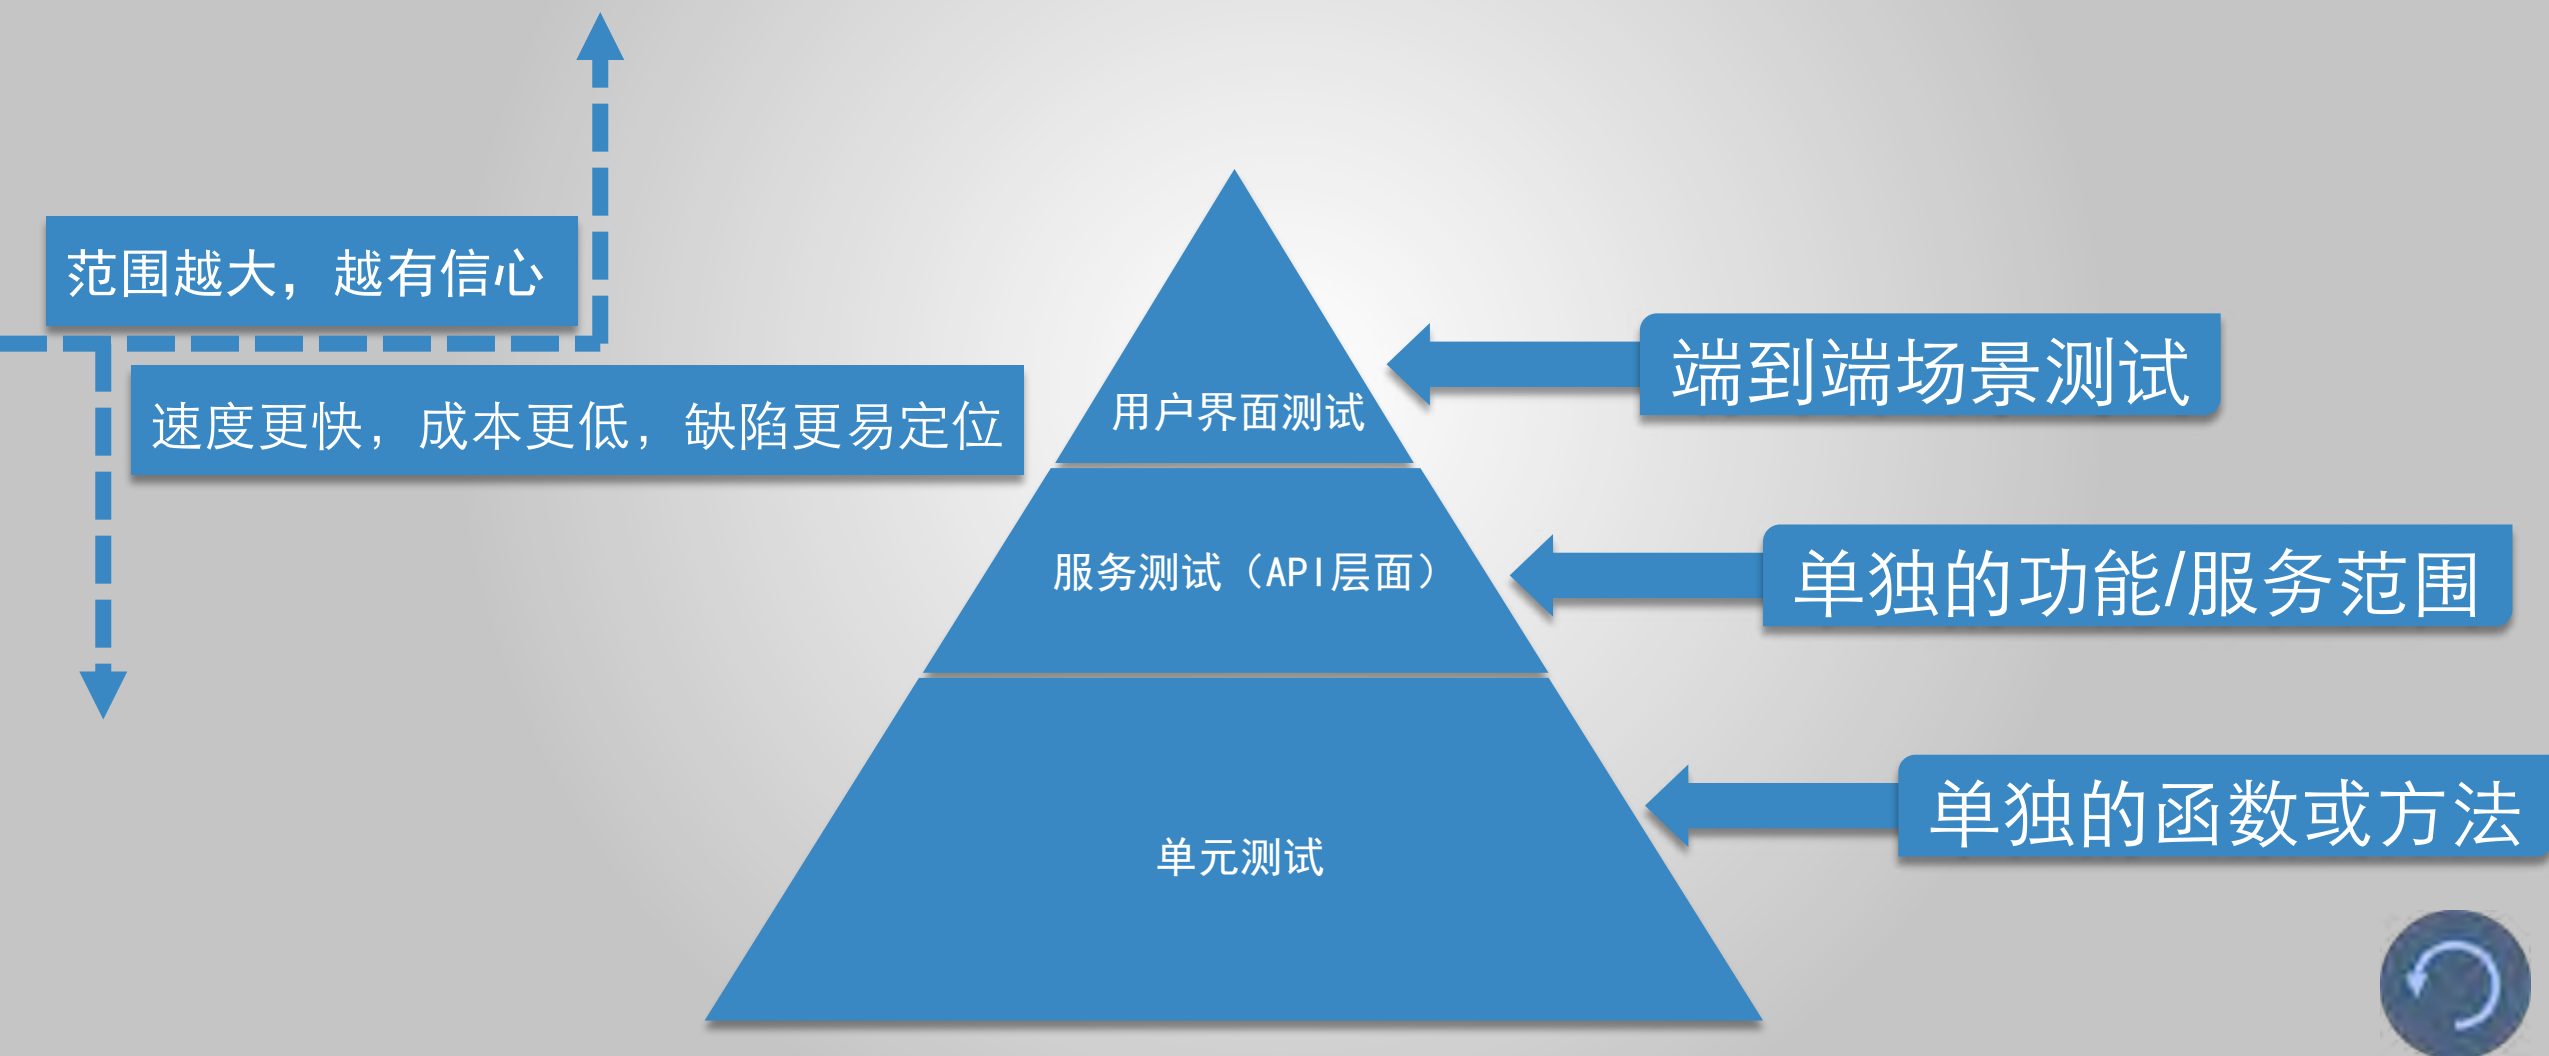 范围越大，越有信心
速度更快，成本更低，缺陷更易定位
用户界面测试
端到端场景测试
服务测试（API层面）
单独的功能/服务范围
单元测试
单独的函数或方法